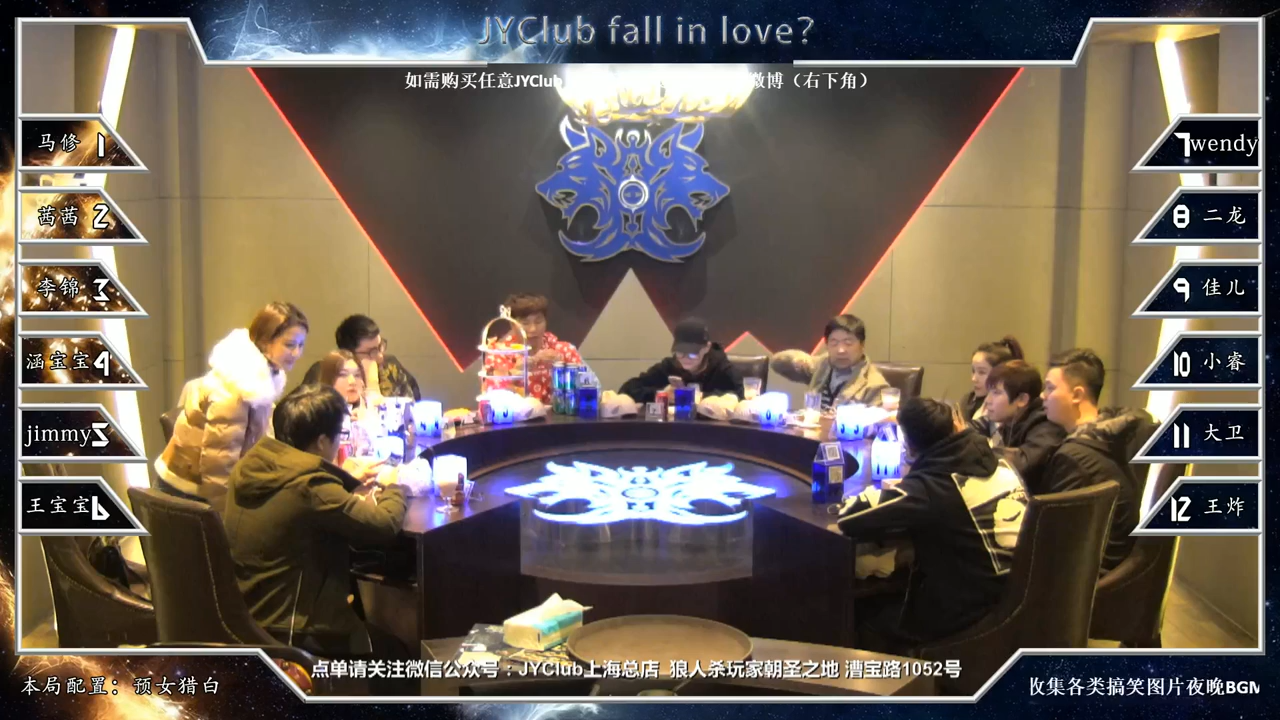 JYClub fall in love?
如需购买任意JYClub
微博（右下角）
马修 1
茜茜 2
李锦 3
涵宝宝 4
jimmy 5
王宝宝 6
7 wendy
8 二龙
9 佳儿
10 小睿
11 大卫
12 王炸
点单请关注微信公众号：JYClub上海总店 狼人杀玩家朝圣之地 漕宝路1052号
本局配置：预女猎白
收集各类搞笑图片夜晚BGM